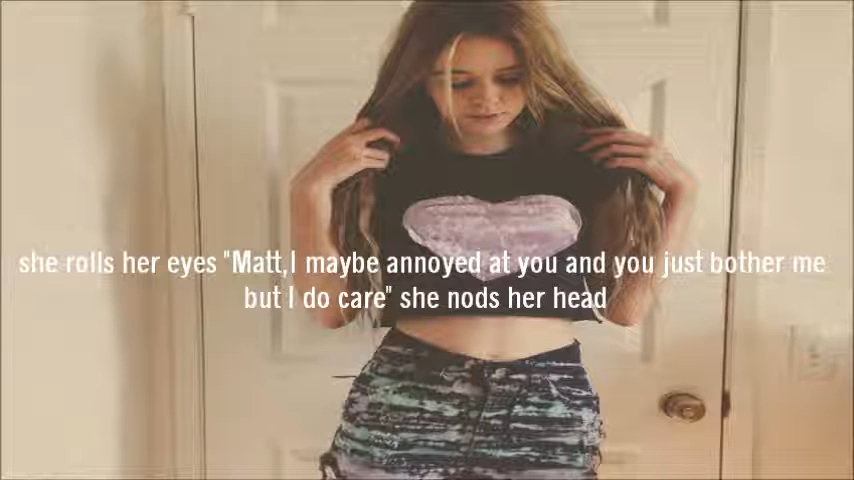 she rolls her eyes "Matt,I maybe annoyed at you and you just bother me
but I do care" she nods her head